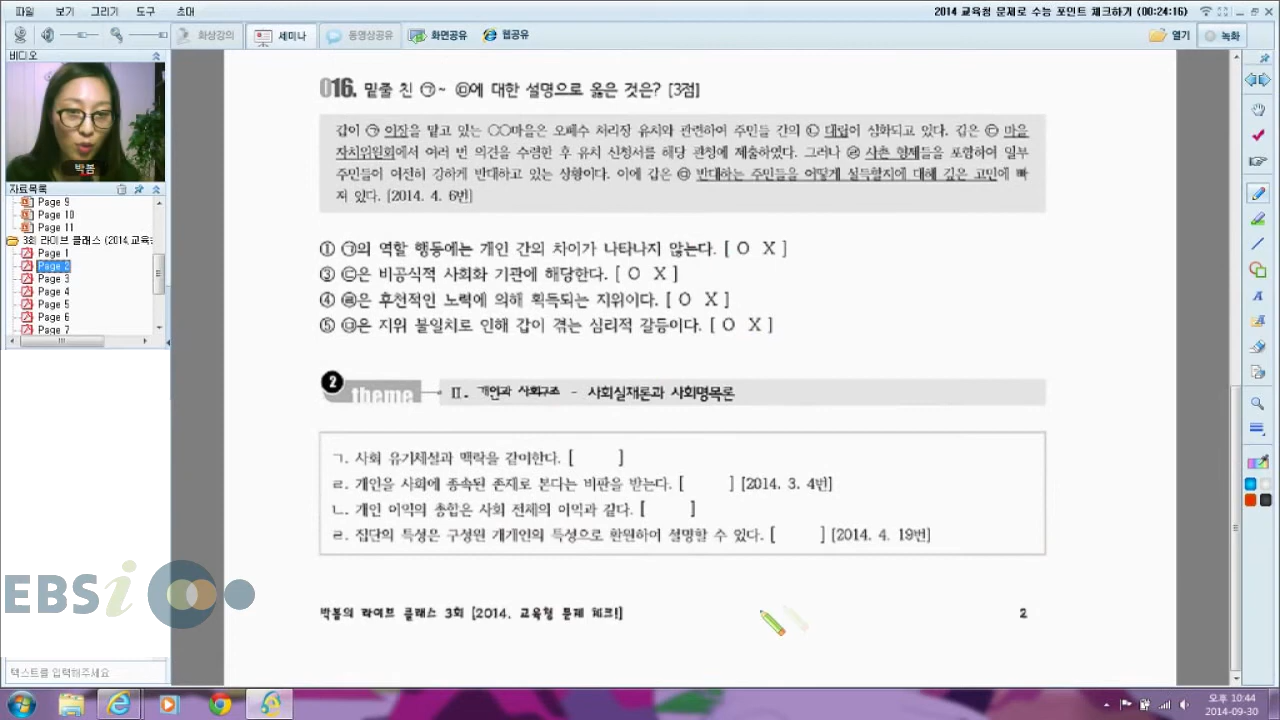 파일 보기 그리기 도구 초대
2014 교육청 문제로 수능 포인트 체크하기 (00:24:16)
화상강의 세미나 동영상공유 화면공유 웹공유
열기 녹화
비디오
박봄
자료목록
Page 9
Page 10
Page 11
3회 라이브 클래스 (2014.교육
Page 1
Page 2
Page 3
Page 4
Page 5
Page 6
Page 7
텍스트를 입력해주세요
016. 밑줄 친 ㉠~ ㉤에 대한 설명으로 옳은 것은? [3점]
갑이 ㉠ 이장을 맡고 있는 ○○마을은 오폐수 처리장 유치와 관련하여 주민들 간의 ㉡ 대립이 심화되고 있다. 갑은 ㉢ 마을
자치위원회에서 여러 번 의견을 수렴한 후 유치 신청서를 해당 관청에 제출하였다. 그러나 ㉣ 사촌 형제들을 포함하여 일부
주민들이 여전히 강하게 반대하고 있는 상황이다. 이에 갑은 ㉤ 반대하는 주민들을 어떻게 설득할지에 대해 깊은 고민에 빠
져 있다. [2014. 4. 6번]
① ㉠의 역할 행동에는 개인 간의 차이가 나타나지 않는다. [ O X ]
③ ㉢은 비공식적 사회화 기관에 해당한다. [ O X ]
④ ㉣은 후천적인 노력에 의해 획득되는 지위이다. [ O X ]
⑤ ㉤은 지위 불일치로 인해 갑이 겪는 심리적 갈등이다. [ O X ]
2 theme Ⅱ. 개인과 사회구조 - 사회실재론과 사회명목론
ㄱ. 사회 유기체설과 맥락을 같이한다. [ ]
ㄹ. 개인을 사회에 종속된 존재로 본다는 비판을 받는다. [ ] [2014. 3. 4번]
ㄴ. 개인 이익의 총합은 사회 전체의 이익과 같다. [ ]
ㄹ. 집단의 특성은 구성원 개개인의 특성으로 환원하여 설명할 수 있다. [ ] [2014. 4. 19번]
EBSi
박봄의 라이브 클래스 3회 [2014. 교육청 문제 체크!]
2
오후 10:44
2014-09-30